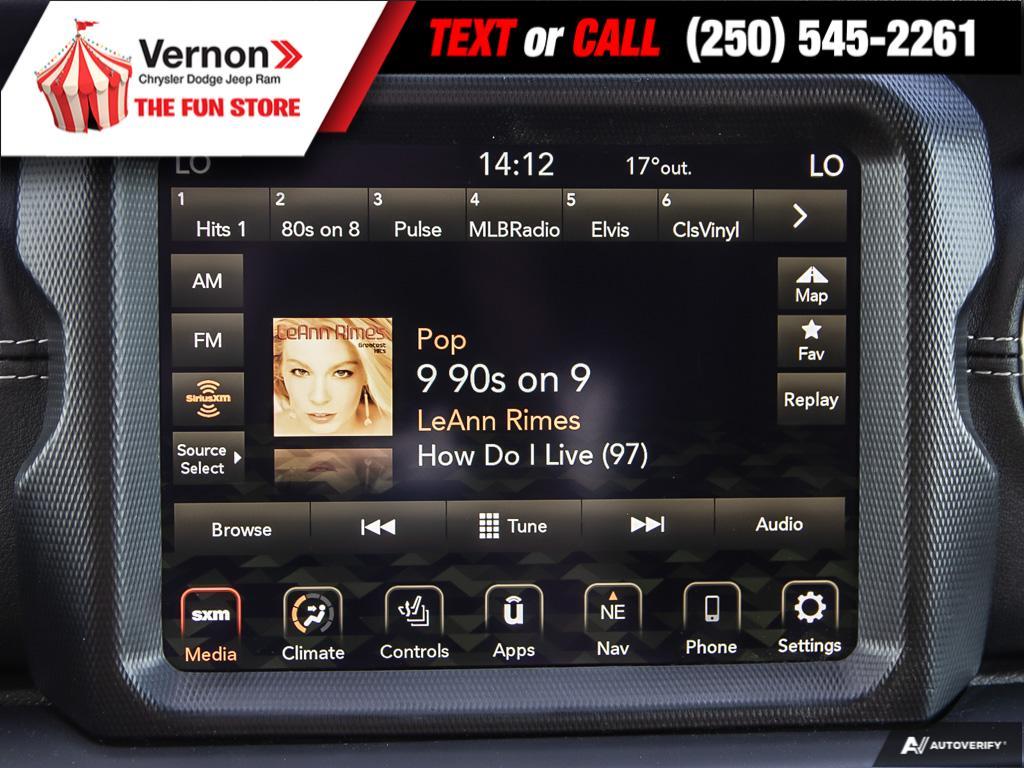 Vernon
Chrysler Dodge Jeep Ram
THE FUN STORE
TEXT or CALL (250) 545-2261
LO 14:12 17°out. LO
1 Hits 1
2 80s on 8
3 Pulse
4 MLBRadio
5 Elvis
6 ClsVinyl
AM
FM
SiriusXM
Source
Select
LeAnn Rimes
Greatest
Hits
Pop
9 90s on 9
LeAnn Rimes
How Do I Live (97)
Map
Fav
Replay
Browse
Tune
Audio
sxm
Media
Climate
Controls
û
Apps
NE
Nav
Phone
Settings
AUTOVERIFY